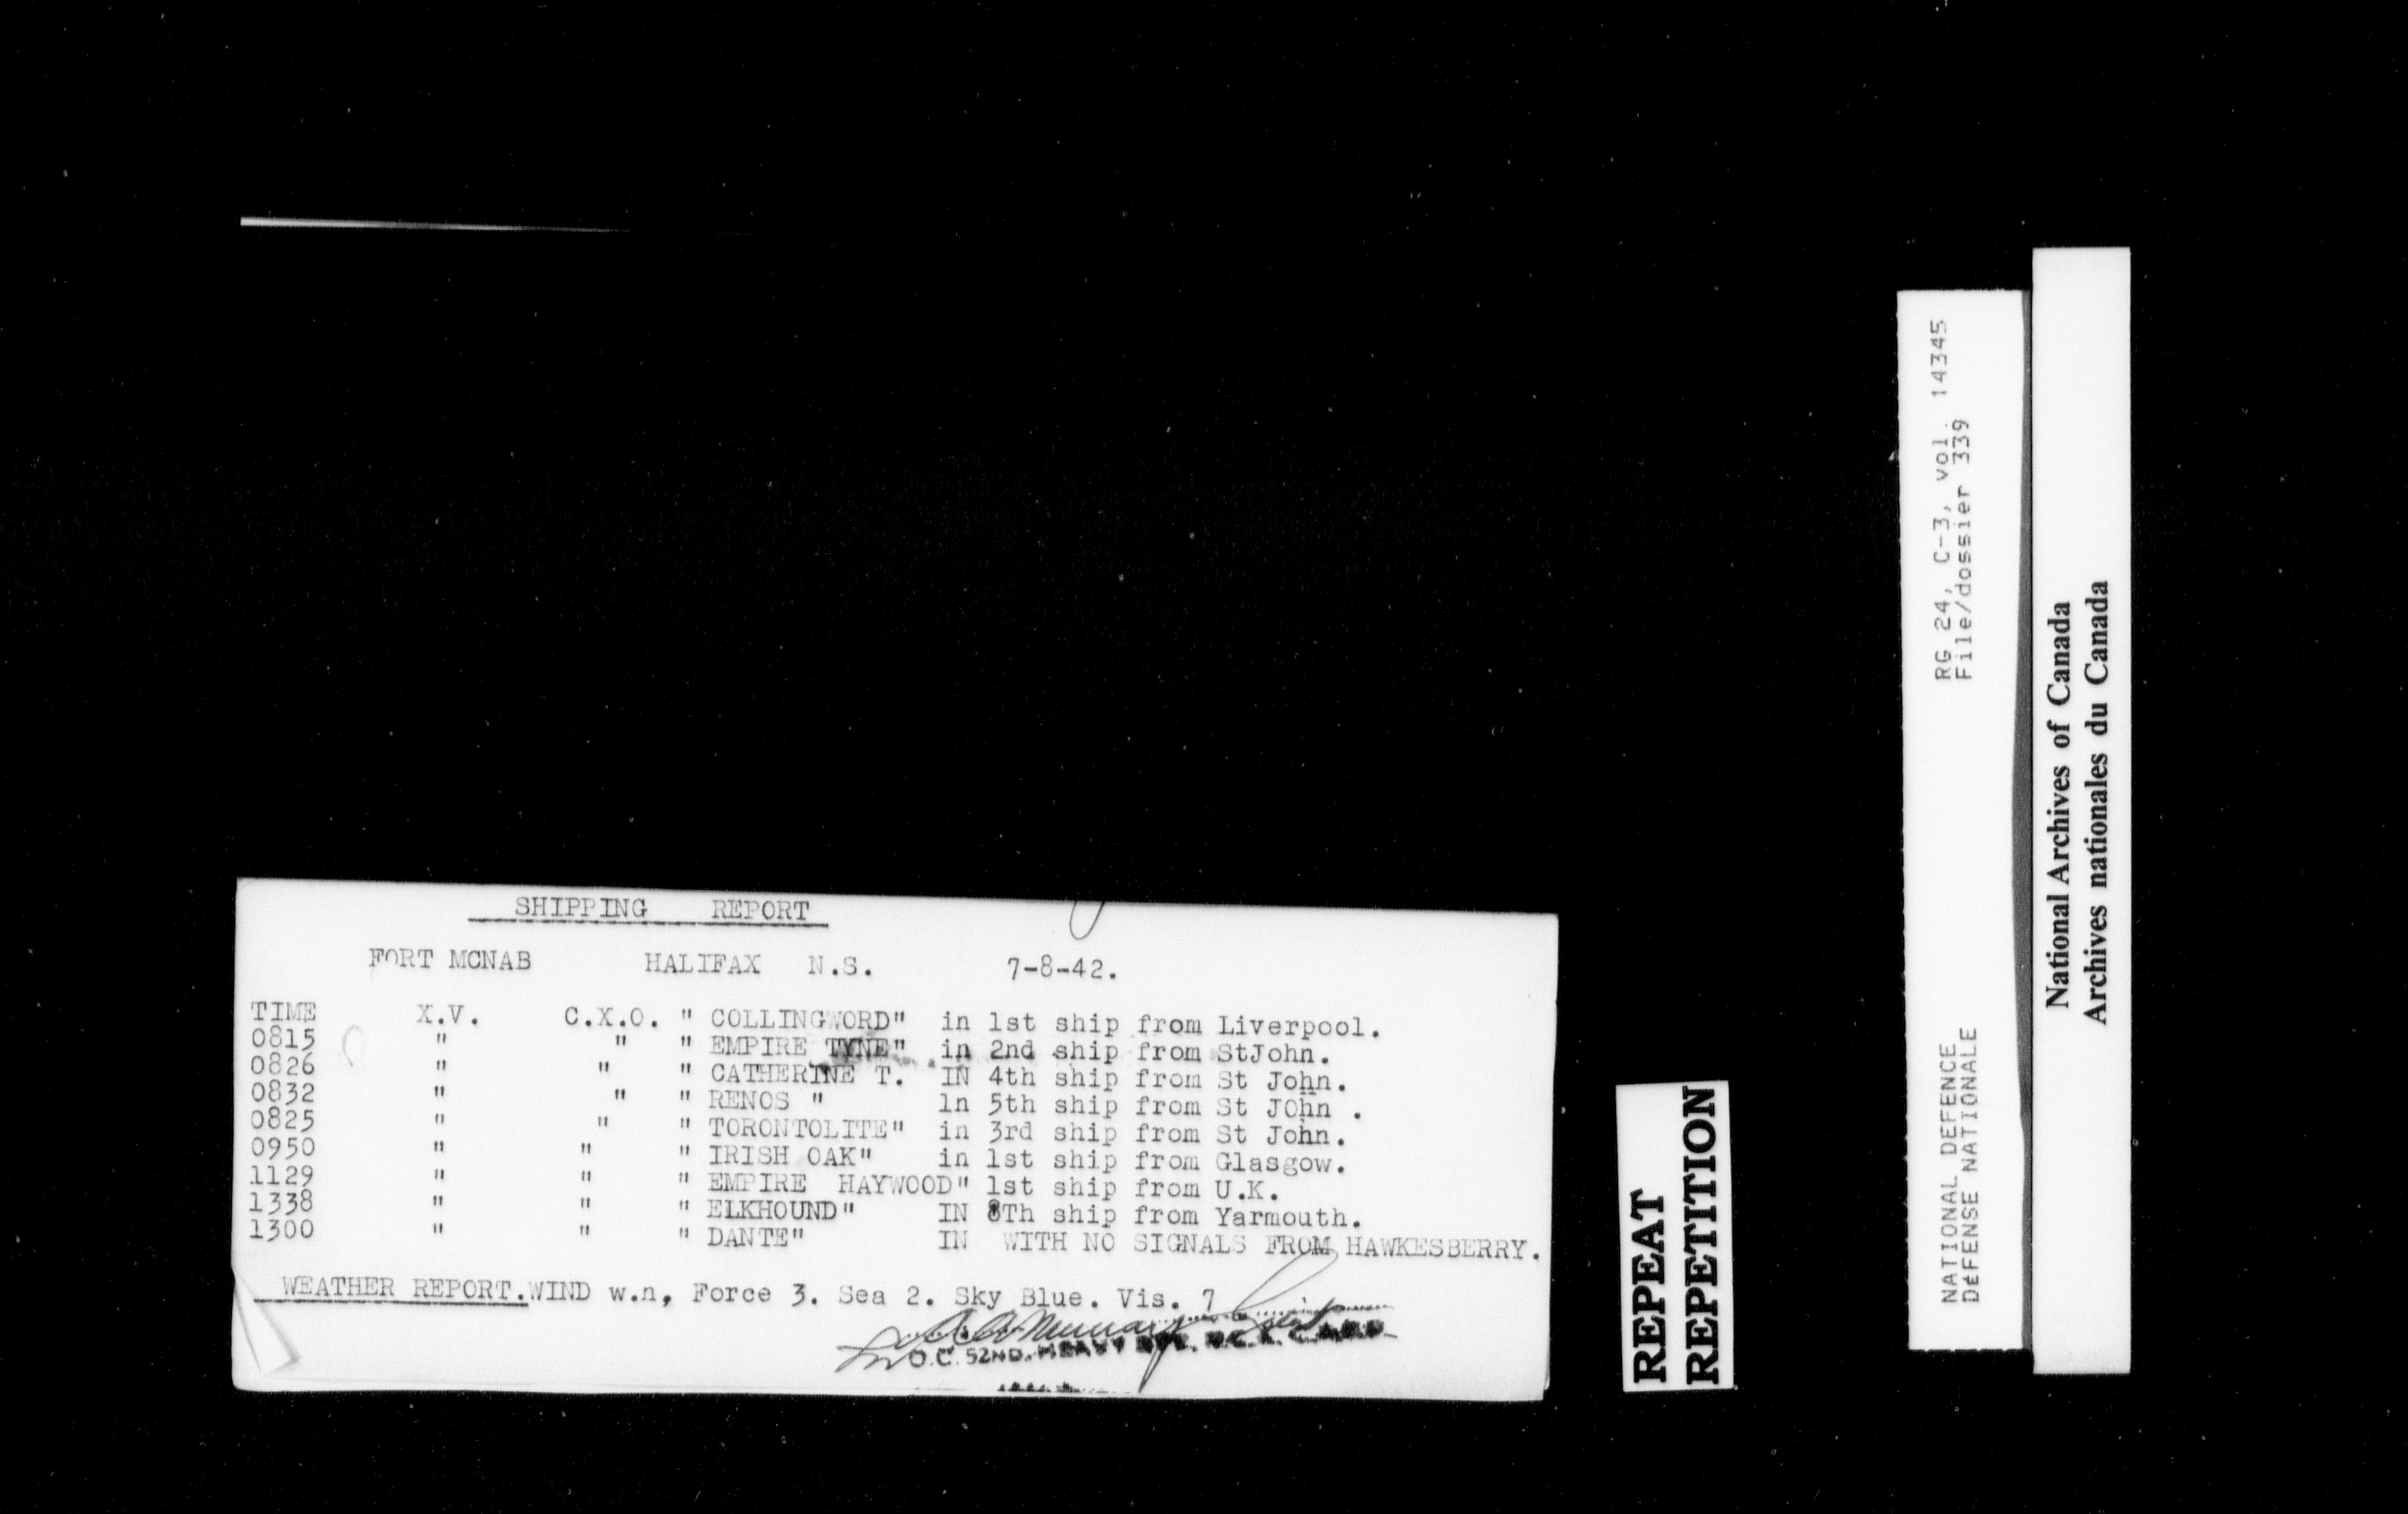 SHIPPING REPORT
FORT MCNAB HALIFAX N.S. 7-8-42.
TIME X.V. C.X.O. " COLLINGWORD" in 1st ship from Liverpool.
0815 " " " EMPIRE TYNE" in 2nd ship from StJohn.
0826 " " " CATHERINE T. IN 4th ship from St John.
0832 " " " RENOS " ln 5th ship from St JOhn .
0825 " " " TORONTOLITE" in 3rd ship from St John.
0950 " " " IRISH OAK" in 1st ship from Glasgow.
1129 " " " EMPIRE HAYWOOD" 1st ship from U.K.
1338 " " " ELKHOUND" IN 8Th ship from Yarmouth.
1300 " " " DANTE" IN WITH NO SIGNALS FROM HAWKESBERRY.
WEATHER REPORT.WIND w.n, Force 3. Sea 2. Sky Blue. Vis. 7
O.C. 52ND. HEAVY
REPEAT
REPETITION
RG 24, C-3, vol. 14345
File/dossier 339
NATIONAL DEFENCE
DÉFENSE NATIONALE
National Archives of Canada
Archives nationales du Canada